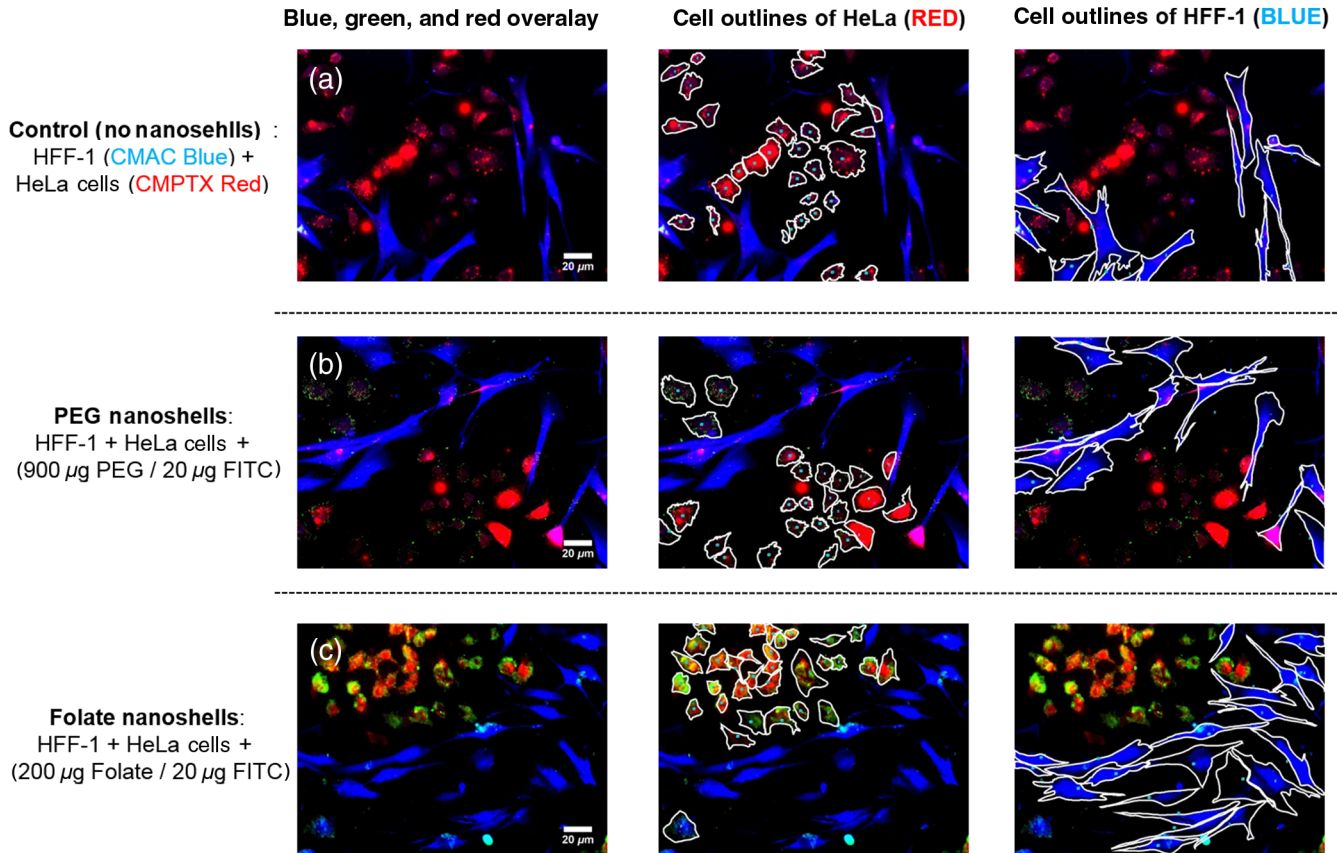 Blue, green, and red overalay
Cell outlines of HeLa (RED)
Cell outlines of HFF-1 (BLUE)
Control (no nanosehlls) :
HFF-1 (CMAC Blue) +
HeLa cells (CMPTX Red)
(a)
20 µm
PEG nanoshells:
HFF-1 + HeLa cells +
(900 µg PEG / 20 µg FITC)
(b)
20 µm
Folate nanoshells:
HFF-1 + HeLa cells +
(200 µg Folate / 20 µg FITC)
(c)
20 µm